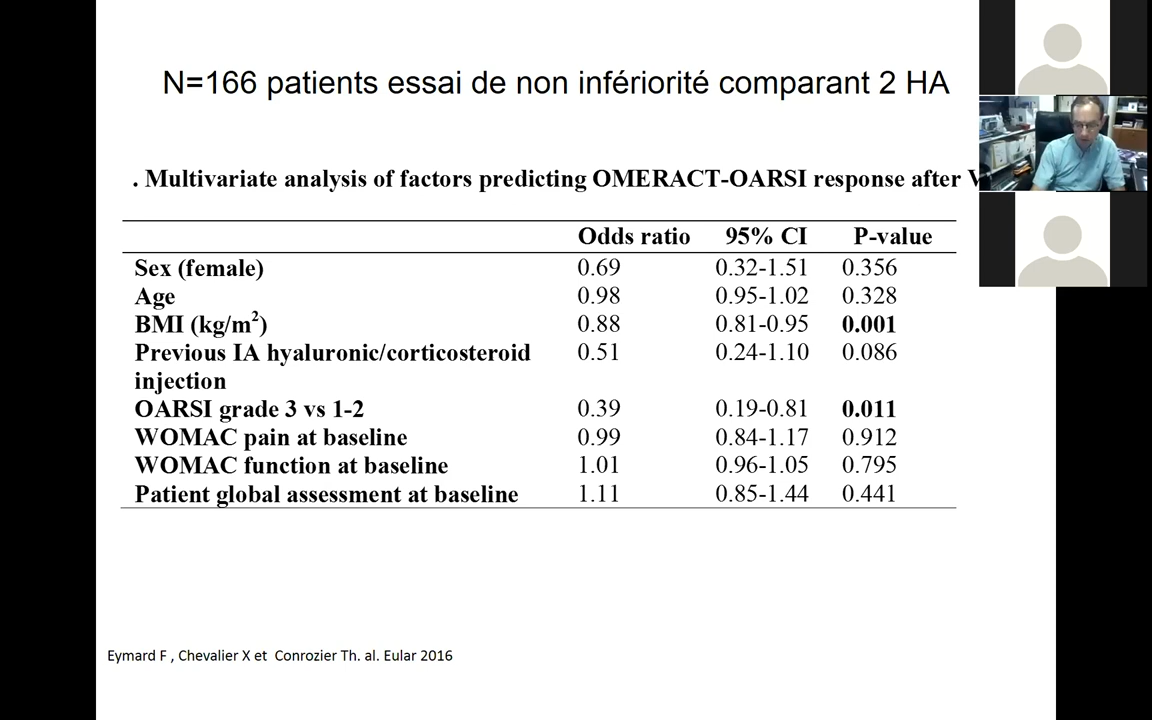 N=166 patients essai de non infériorité comparant 2 HA
. Multivariate analysis of factors predicting OMERACT-OARSI response after
Odds ratio 95% CI P-value
Sex (female) 0.69 0.32-1.51 0.356
Age 0.98 0.95-1.02 0.328
BMI (kg/m²) 0.88 0.81-0.95 0.001
Previous IA hyaluronic/corticosteroid 0.51 0.24-1.10 0.086
injection
OARSI grade 3 vs 1-2 0.39 0.19-0.81 0.011
WOMAC pain at baseline 0.99 0.84-1.17 0.912
WOMAC function at baseline 1.01 0.96-1.05 0.795
Patient global assessment at baseline 1.11 0.85-1.44 0.441
Eymard F , Chevalier X et Conrozier Th. al. Eular 2016